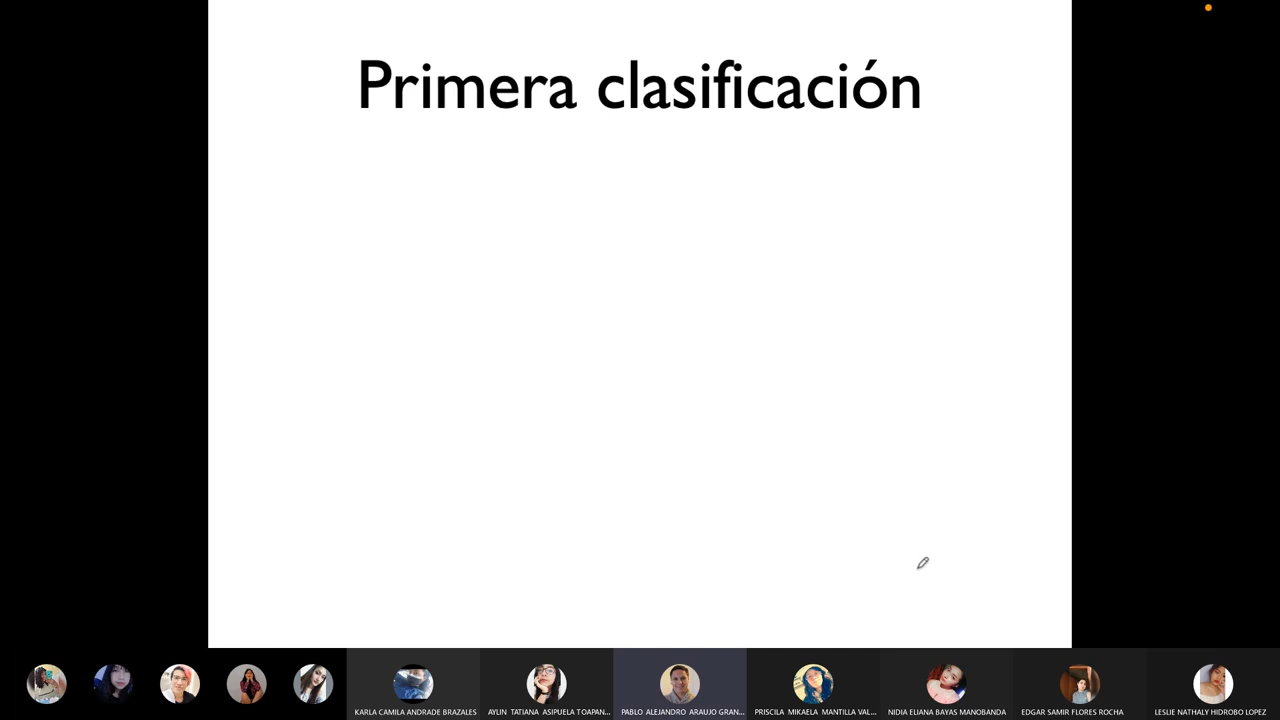 Primera clasificación
KARLA CAMILA ANDRADE BRAZALES
AYLIN TATIANA ASIPUELA TOAPAN...
PABLO ALEJANDRO ARAUJO GRAN...
PRISCILA MIKAELA MANTILLA VAL...
NIDIA ELIANA BAYAS MANOBANDA
EDGAR SAMIR FLORES ROCHA
LESLIE NATHALY HIDROBO LOPEZ